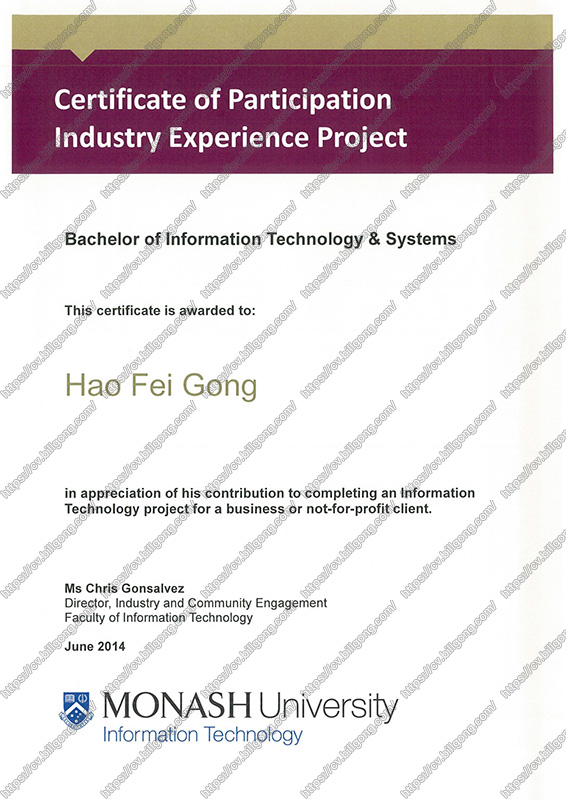 Certificate of Participation
Industry Experience Project
Bachelor of Information Technology & Systems
This certificate is awarded to:
Hao Fei Gong
in appreciation of his contribution to completing an Information
Technology project for a business or not-for-profit client.
Ms Chris Gonsalvez
Director, Industry and Community Engagement
Faculty of Information Technology
June 2014
MONASH University
Information Technology
https://cv.billgong.com/